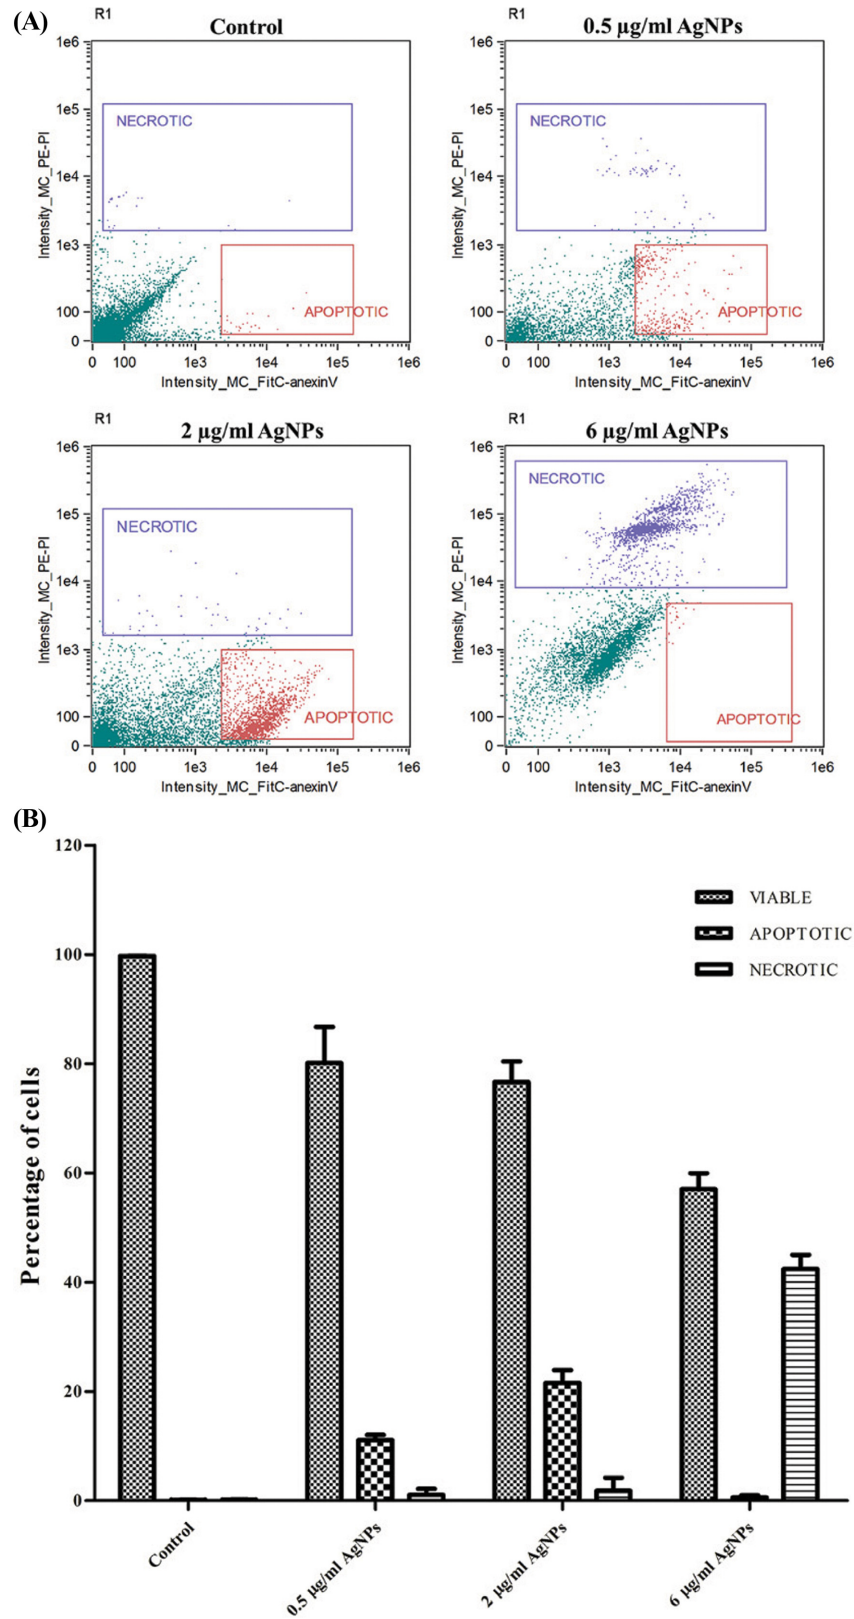 (A)
R1
Control
1e6
1e5
1e4
1e3
100
0
Intensity_MC_PE-PI
NECROTIC
APOPTOTIC
0 100 1e3 1e4 1e5 1e6
Intensity_MC_FitC-anexinV
R1
0.5 µg/ml AgNPs
1e6
1e5
1e4
1e3
100
0
Intensity_MC_PE-PI
NECROTIC
APOPTOTIC
0 100 1e3 1e4 1e5 1e6
Intensity_MC_FitC-anexinV
R1
2 µg/ml AgNPs
1e6
1e5
1e4
1e3
100
0
Intensity_MC_PE-PI
NECROTIC
APOPTOTIC
0 100 1e3 1e4 1e5 1e6
Intensity_MC_FitC-anexinV
R1
6 µg/ml AgNPs
1e6
1e5
1e4
1e3
100
0
Intensity_MC_PE-PI
NECROTIC
APOPTOTIC
0 100 1e3 1e4 1e5 1e6
Intensity_MC_FitC-anexinV
(B)
120
100
80
60
40
20
0
Percentage of cells
VIABLE
APOPTOTIC
NECROTIC
Control
0.5 µg/ml AgNPs
2 µg/ml AgNPs
6 µg/ml AgNPs